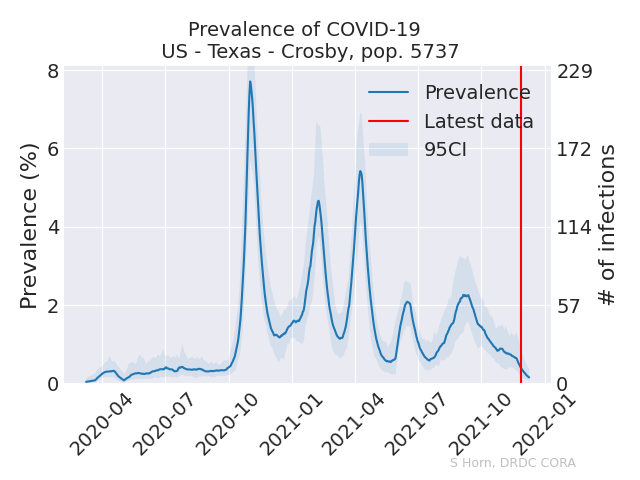 Prevalence of COVID-19
US - Texas - Crosby, pop. 5737
Prevalence (%)
8
6
4
2
0
229
172
114
57
0
# of infections
Prevalence
Latest data
95CI
2020-04
2020-07
2020-10
2021-01
2021-04
2021-07
2021-10
2022-01
S Horn, DRDC CORA